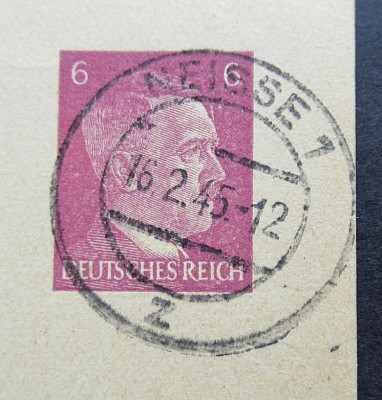 6 6
DEUTSCHES REICH
NEISSE 1
16.2.45.-12
z